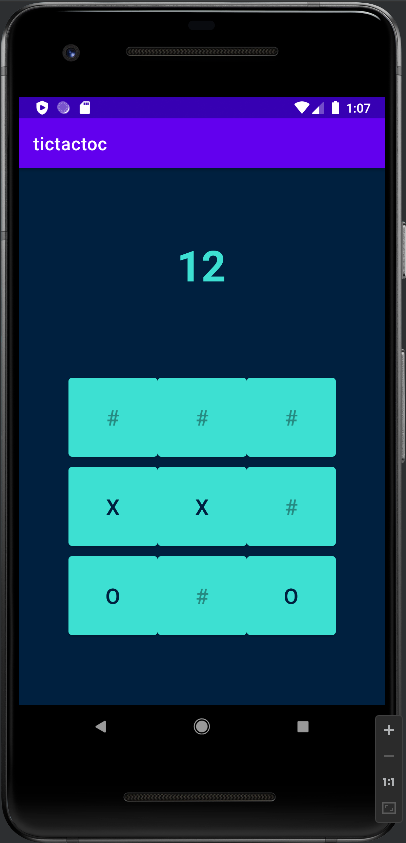 1:07
tictactoc
12
# # #
X X #
O # O
+
−
1:1